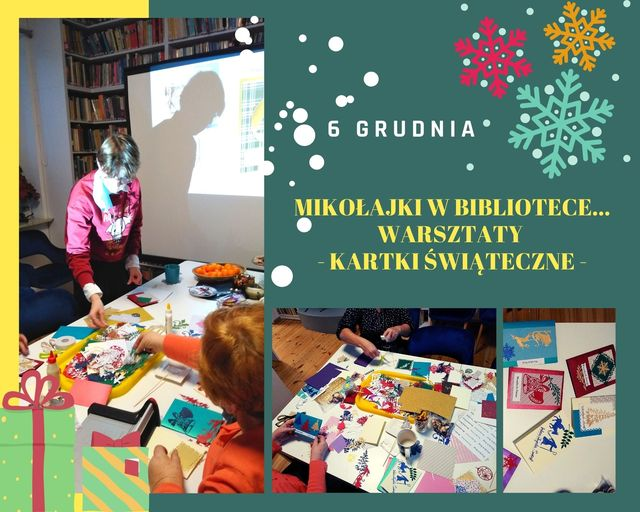 6 GRUDNIA
MIKOŁAJKI W BIBLIOTECE...
WARSZTATY
- KARTKI ŚWIĄTECZNE -